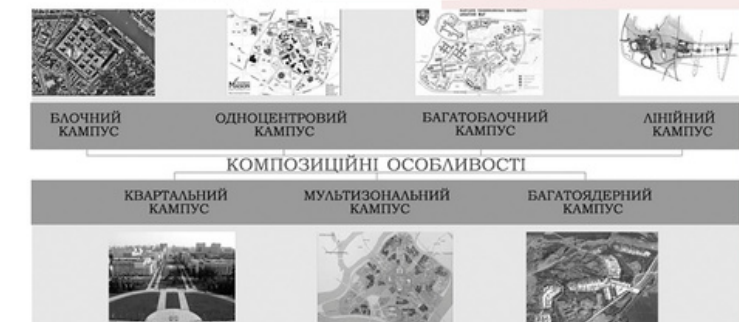 БЛОЧНИЙ
КАМПУС
ОДНОЦЕНТРОВИЙ
КАМПУС
БАГАТОБЛОЧНИЙ
КАМПУС
ЛІНІЙНИЙ
КАМПУС
КОМПОЗИЦІЙНІ ОСОБЛИВОСТІ
КВАРТАЛЬНИЙ
КАМПУС
МУЛЬТИЗОНАЛЬНИЙ
КАМПУС
БАГАТОЯДЕРНИЙ
КАМПУС